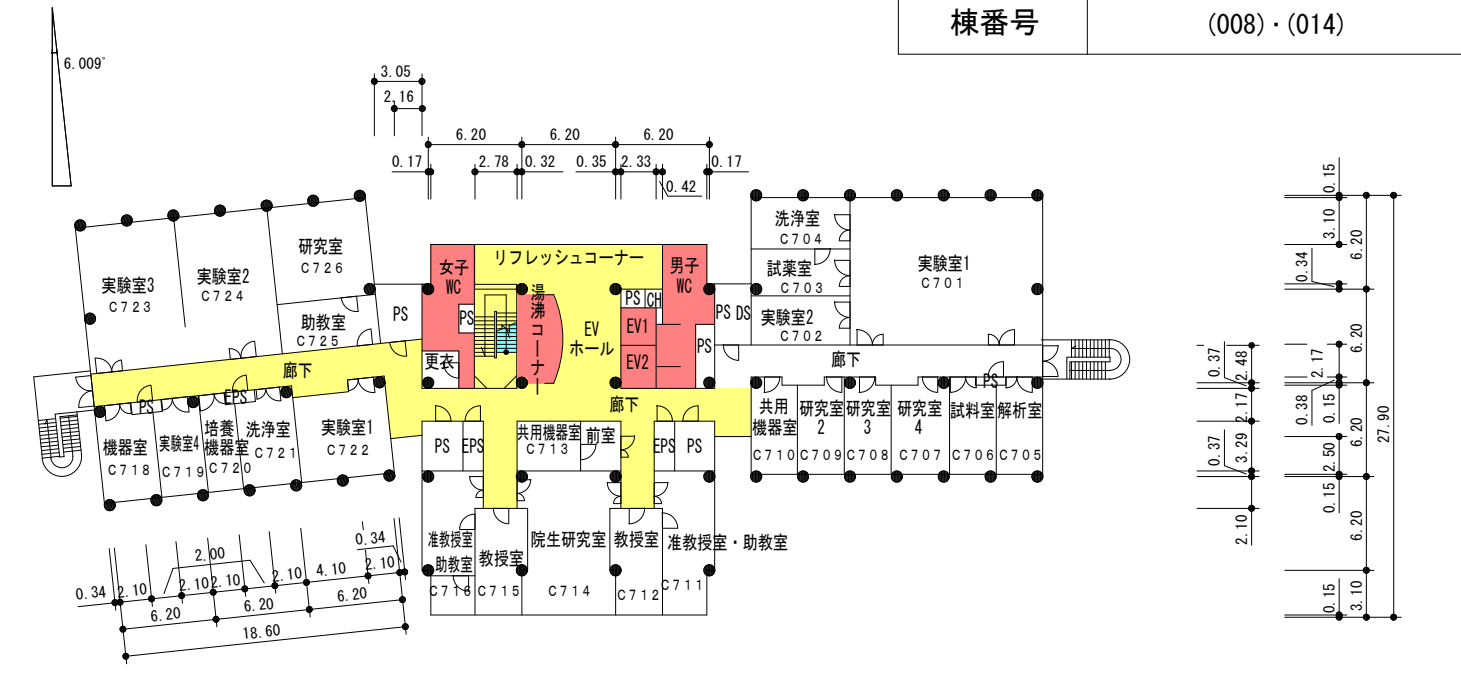 棟番号
(008)・(014)
6.009°
3.05
2.16
6.20
6.20
6.20
0.17
2.78
0.32
0.35
2.33
0.17
0.42
実験室3
C723
実験室2
C724
研究室
C726
助教室
C725
PS
廊下
PS
EPS
機器室
C718
実験室4
C719
培養
機器室
C720
洗浄室
C721
実験室1
C722
女子
WC
PS
更衣
リフレッシュコーナー
湯沸コーナー
EV
ホール
PS
CH
EV1
EV2
男子
WC
PS
PS
DS
洗浄室
C704
試薬室
C703
実験室2
C702
実験室1
C701
廊下
廊下
PS
共用
機器室
C710
研究室
2
C709
研究室
3
C708
研究室
4
C707
試料室
C706
解析室
C705
PS
EPS
共用機器室
C713
前室
EPS
PS
准教授室
助教室
C716
教授室
C715
院生研究室
C714
教授室
C712
准教授室・助教室
C711
0.34
2.10
2.00
2.10
2.10
2.10
4.10
0.34
2.10
6.20
6.20
6.20
18.60
0.37
2.48
2.17
0.37
3.29
2.10
0.15
3.10
0.34
6.20
2.17
6.20
0.38
0.15
6.20
2.50
0.15
6.20
0.15
3.10
27.90